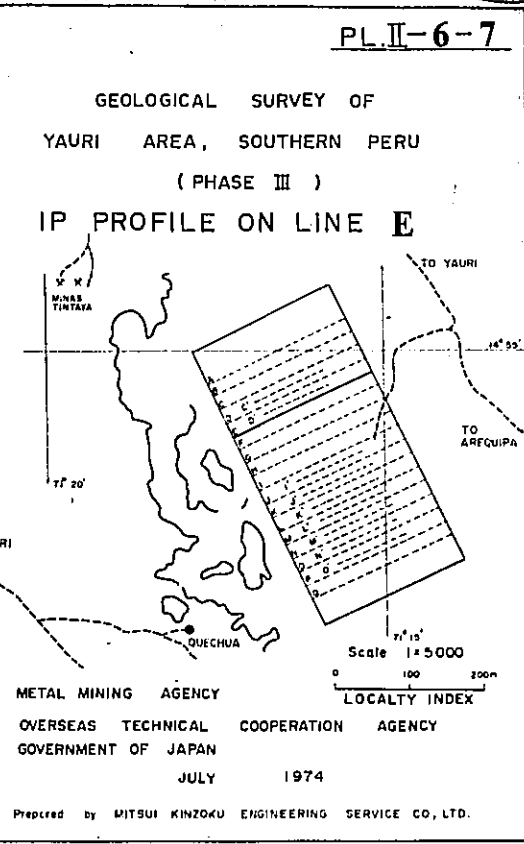 PL.II-6-7
GEOLOGICAL SURVEY OF
YAURI AREA, SOUTHERN PERU
(PHASE III)
IP PROFILE ON LINE E
TO YAURI
MINAS
TINTAYA
14° 55'
TO
AREQUIPA
71° 20'
RI
QUECHUA
71° 15'
Scale 1=5000
0 100 200m
LOCALTY INDEX
METAL MINING AGENCY
OVERSEAS TECHNICAL COOPERATION AGENCY
GOVERNMENT OF JAPAN
JULY 1974
Prepared by MITSUI KINZOKU ENGINEERING SERVICE CO, LTD.